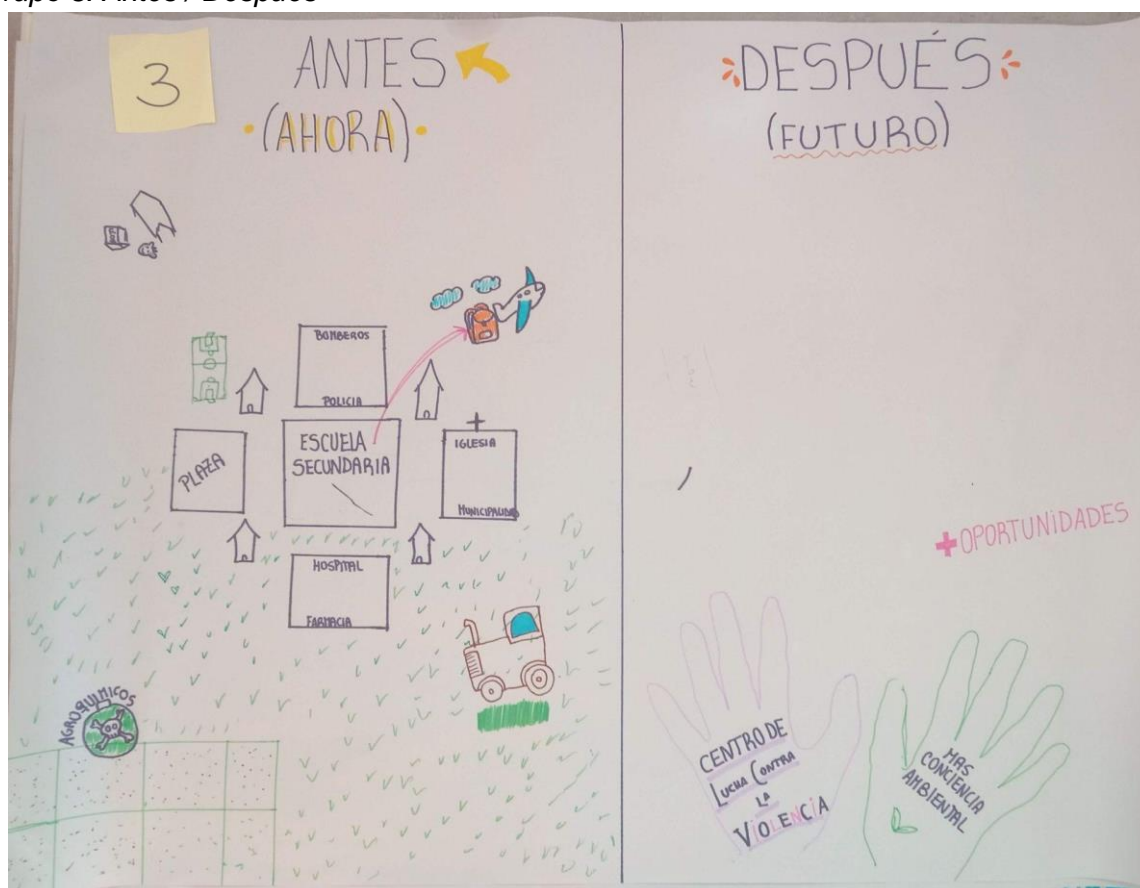 3
ANTES
(AHORA)
BOMBEROS
POLICIA
ESCUELA
SECUNDARIA
PLAZA
IGLESIA
MUNICIPALIDAD
HOSPITAL
FARMACIA
AGROQUIMICOS
DESPUÉS
(FUTURO)
+OPORTUNIDADES
CENTRO DE
LUCHA CONTRA
LA
VIOLENCIA
MAS
CONCIENCIA
AMBIENTAL